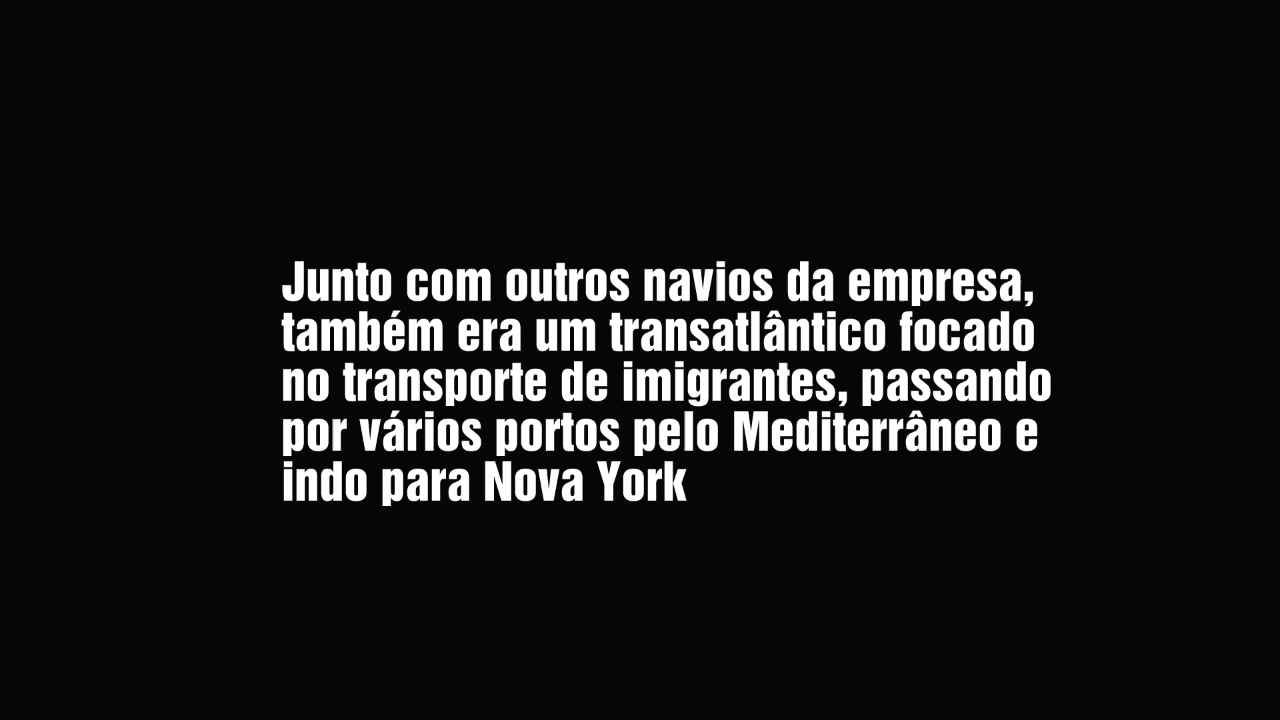 Junto com outros navios da empresa,
também era um transatlântico focado
no transporte de imigrantes, passando
por vários portos pelo Mediterrâneo e
indo para Nova York